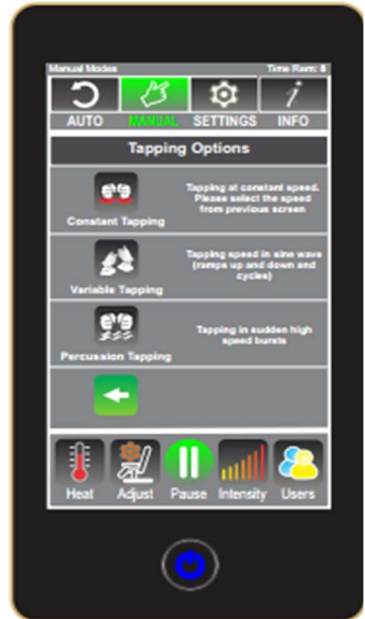 Manual Modes Time Rem: 8
AUTO MANUAL SETTINGS INFO
Tapping Options
Constant Tapping
Tapping at constant speed.
Please select the speed
from previous screen
Variable Tapping
Tapping speed in sine wave
(ramps up and down and
cycles)
Percussion Tapping
Tapping in sudden high
speed bursts
Heat Adjust Pause Intensity Users